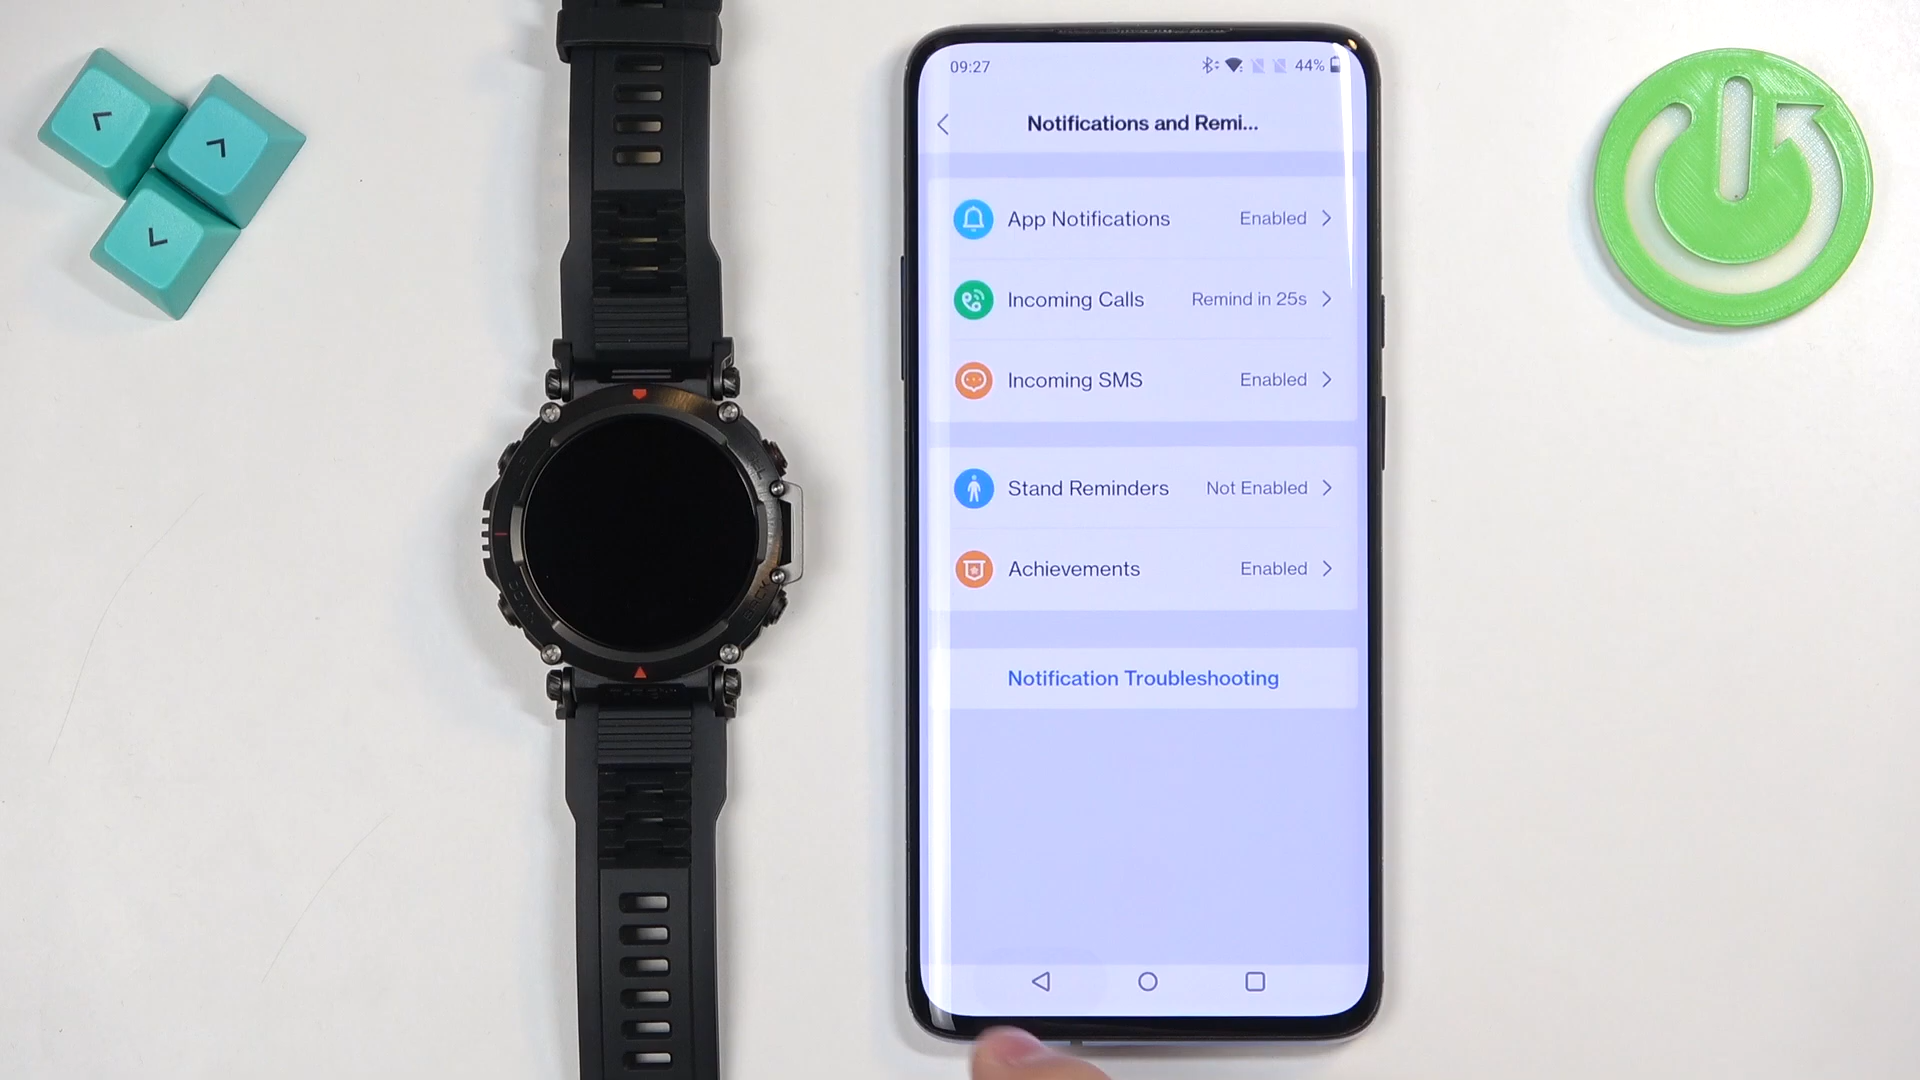 09:27
44%
Notifications and Remi...
App Notifications Enabled
Incoming Calls Remind in 25s
Incoming SMS Enabled
Stand Reminders Not Enabled
Achievements Enabled
Notification Troubleshooting
BACK